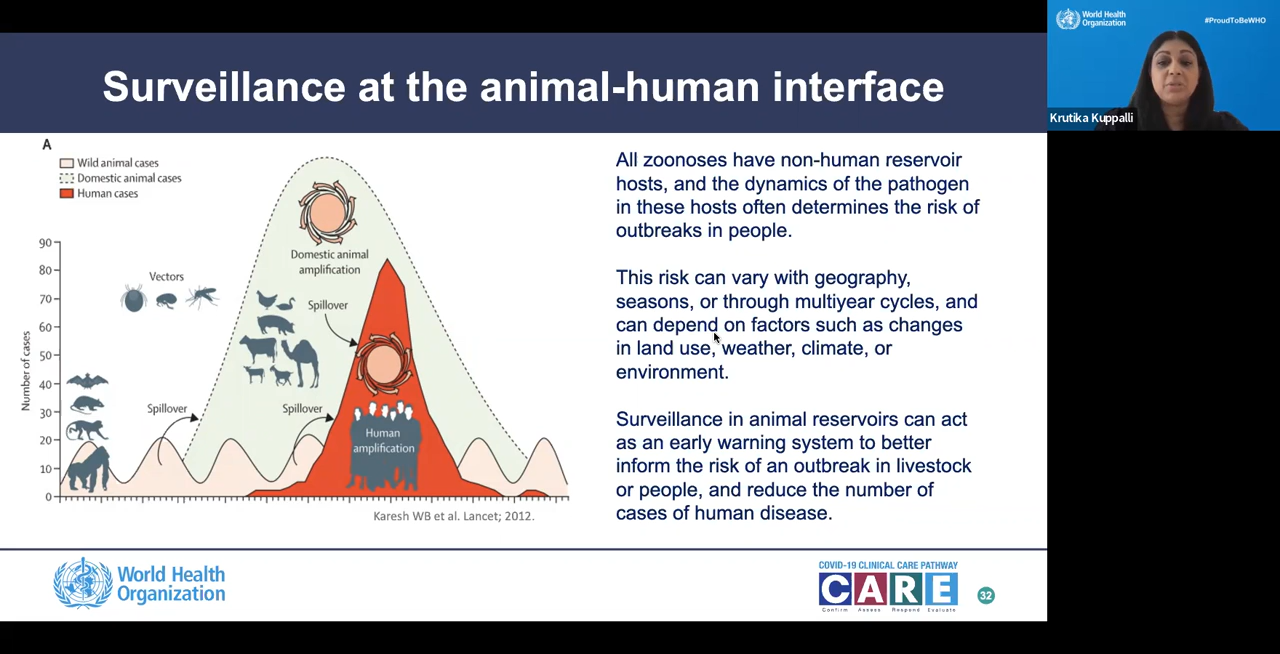 Surveillance at the animal-human interface
World Health
Organization
#ProudToBeWHO
Krutika Kuppalli
A
Wild animal cases
Domestic animal cases
Human cases
90
80
70
60
50
40
30
20
10
0
Number of cases
Vectors
Domestic animal
amplification
Spillover
Spillover
Spillover
Human
amplification
Karesh WB et al. Lancet; 2012.
All zoonoses have non-human reservoir
hosts, and the dynamics of the pathogen
in these hosts often determines the risk of
outbreaks in people.
This risk can vary with geography,
seasons, or through multiyear cycles, and
can depend on factors such as changes
in land use, weather, climate, or
environment.
Surveillance in animal reservoirs can act
as an early warning system to better
inform the risk of an outbreak in livestock
or people, and reduce the number of
cases of human disease.
World Health
Organization
COVID-19 CLINICAL CARE PATHWAY
CARE
Confirm Assess Respond Evaluate
32